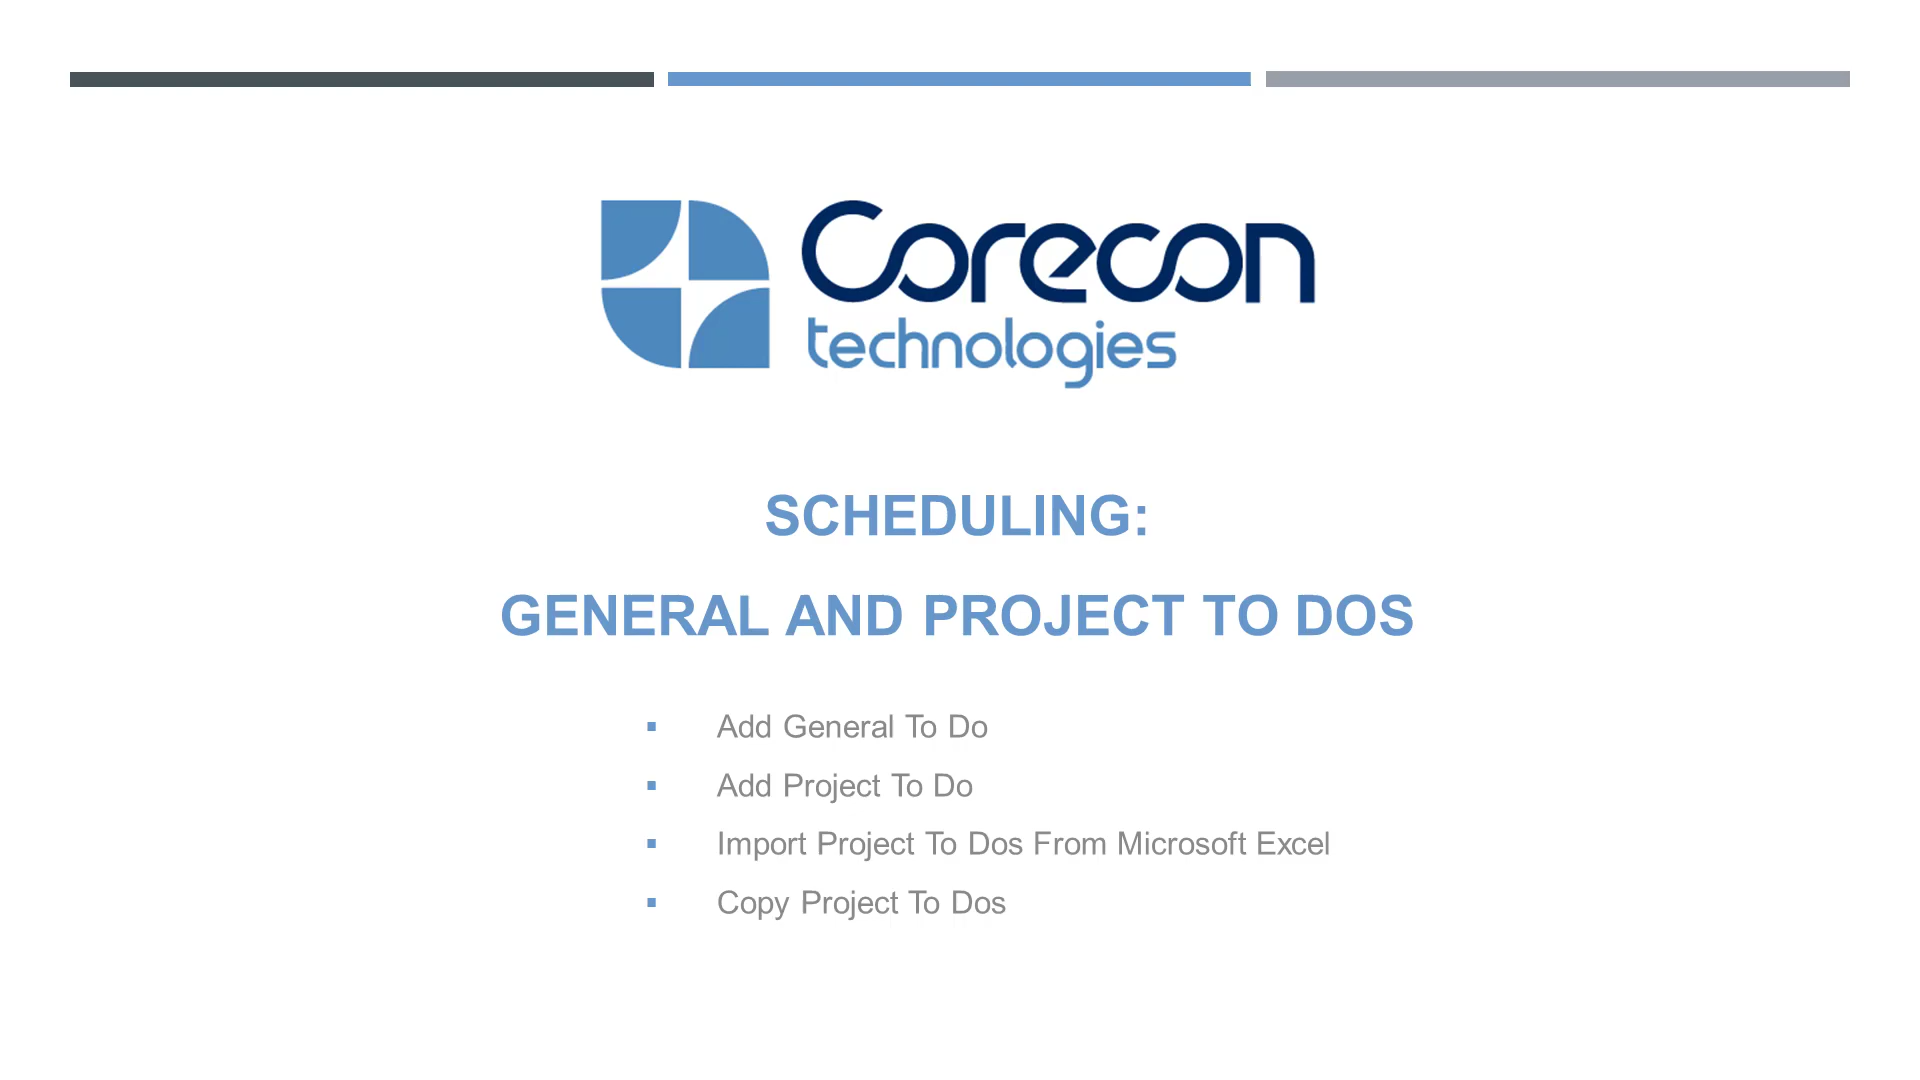 Corecon
technologies
SCHEDULING:
GENERAL AND PROJECT TO DOS
▪ Add General To Do
▪ Add Project To Do
▪ Import Project To Dos From Microsoft Excel
▪ Copy Project To Dos